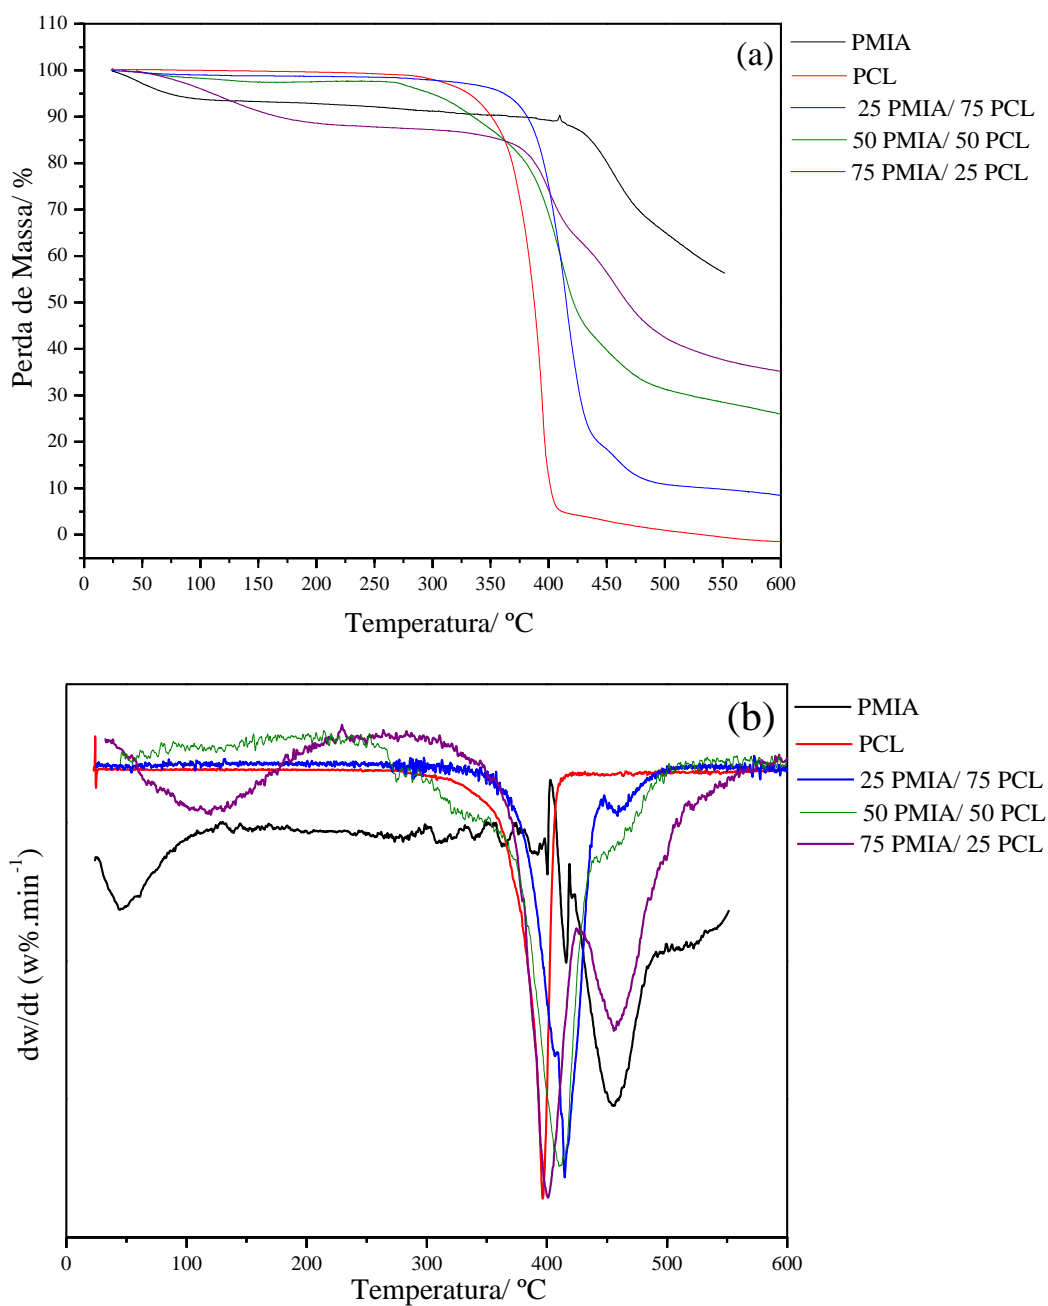 110
100
90
80
70
60
50
40
30
20
10
0
Perda de Massa/ %
(a)
PMIA
PCL
25 PMIA/ 75 PCL
50 PMIA/ 50 PCL
75 PMIA/ 25 PCL
0 50 100 150 200 250 300 350 400 450 500 550 600
Temperatura/ ºC
dw/dt (w%.min⁻¹)
(b)
PMIA
PCL
25 PMIA/ 75 PCL
50 PMIA/ 50 PCL
75 PMIA/ 25 PCL
0 100 200 300 400 500 600
Temperatura/ ºC